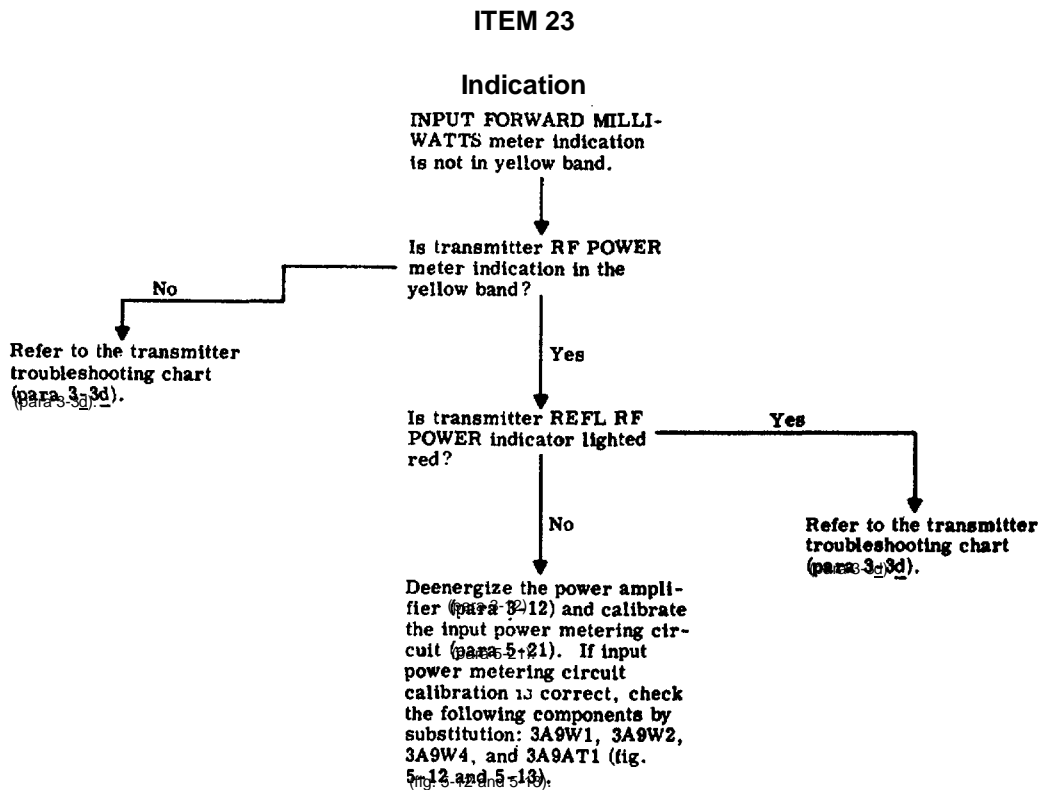 ITEM 23
Indication
INPUT FORWARD MILLI-
WATTS meter indication
is not in yellow band.
Is transmitter RF POWER
meter indication in the
yellow band?
No
Refer to the transmitter
troubleshooting chart
(para 3-3d).
Yes
Is transmitter REFL RF
POWER indicator lighted
red?
Yes
Refer to the transmitter
troubleshooting chart
(para 3-3d).
No
Deenergize the power ampli-
fier (para 3-12) and calibrate
the input power metering cir-
cuit (para 5-21). If input
power metering circuit
calibration is correct, check
the following components by
substitution: 3A9W1, 3A9W2,
3A9W4, and 3A9AT1 (fig.
5-12 and 5-13).